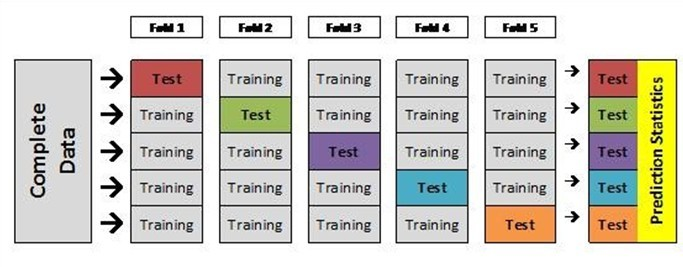 Fold 1 Fold 2 Fold 3 Fold 4 Fold 5
Complete Data
Test Training Training Training Training Test
Training Test Training Training Training Test
Training Training Test Training Training Test
Training Training Training Test Training Test
Training Training Training Training Test Test
Prediction Statistics